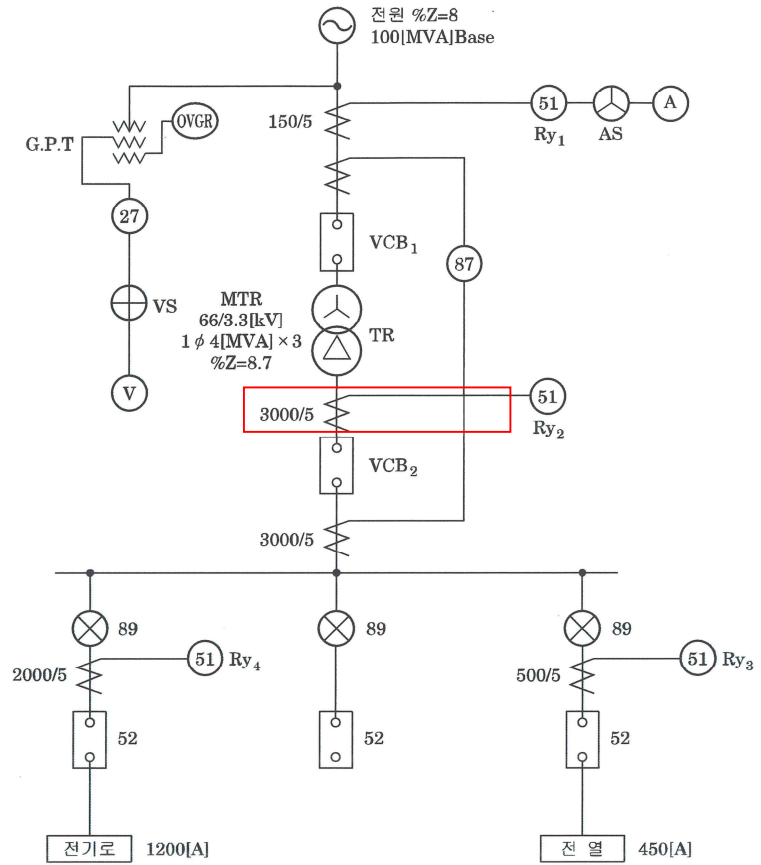 전원 %Z=8
100[MVA]Base
G.P.T
OVGR
150/5
51
Ry1
AS
A
27
VS
V
VCB1
87
MTR
66/3.3[kV]
1ϕ4[MVA]×3
%Z=8.7
TR
3000/5
51
Ry2
VCB2
3000/5
89
89
89
2000/5
51
Ry4
500/5
51
Ry3
52
52
52
전기로
1200[A]
전 열
450[A]